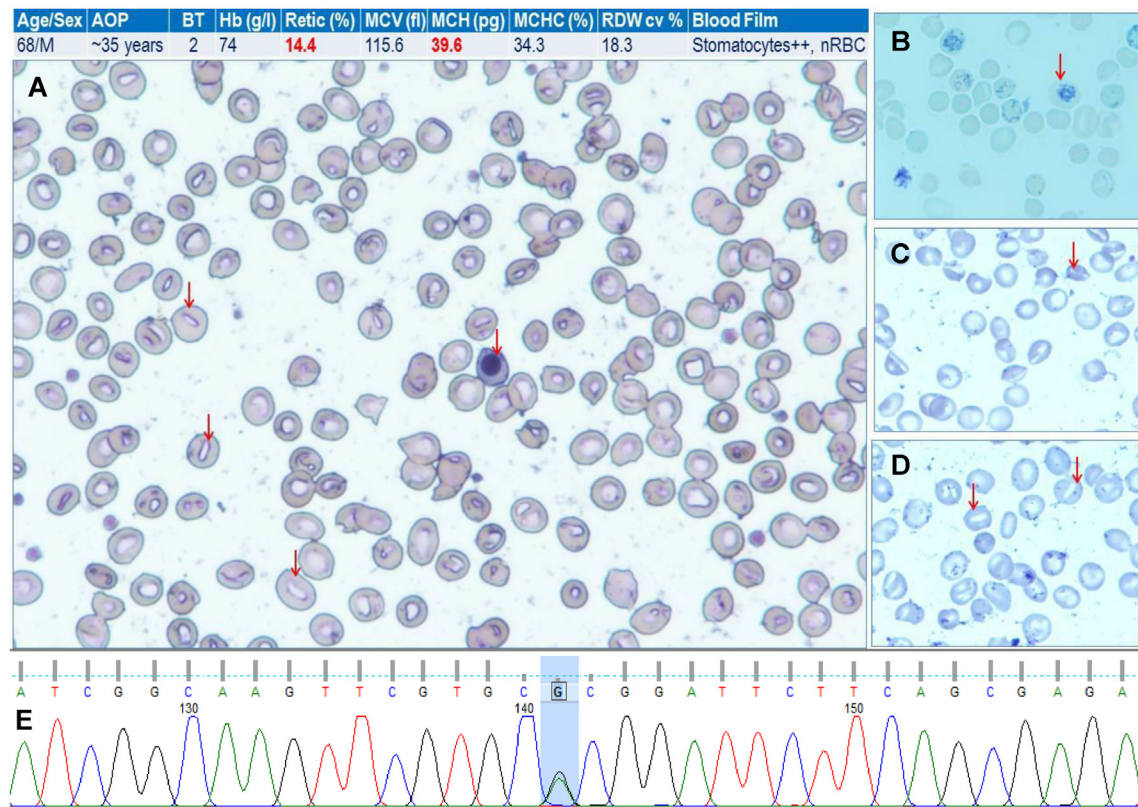 Age/Sex AOP BT Hb (g/l) Retic (%) MCV (fl) MCH (pg) MCHC (%) RDW cv % Blood Film
68/M ~35 years 2 74 14.4 115.6 39.6 34.3 18.3 Stomatocytes++, nRBC
A
B
C
D
A T C G G C A A G T T C G T G C G C G G A T T C T T C A G C G A G A
E 130 140 150